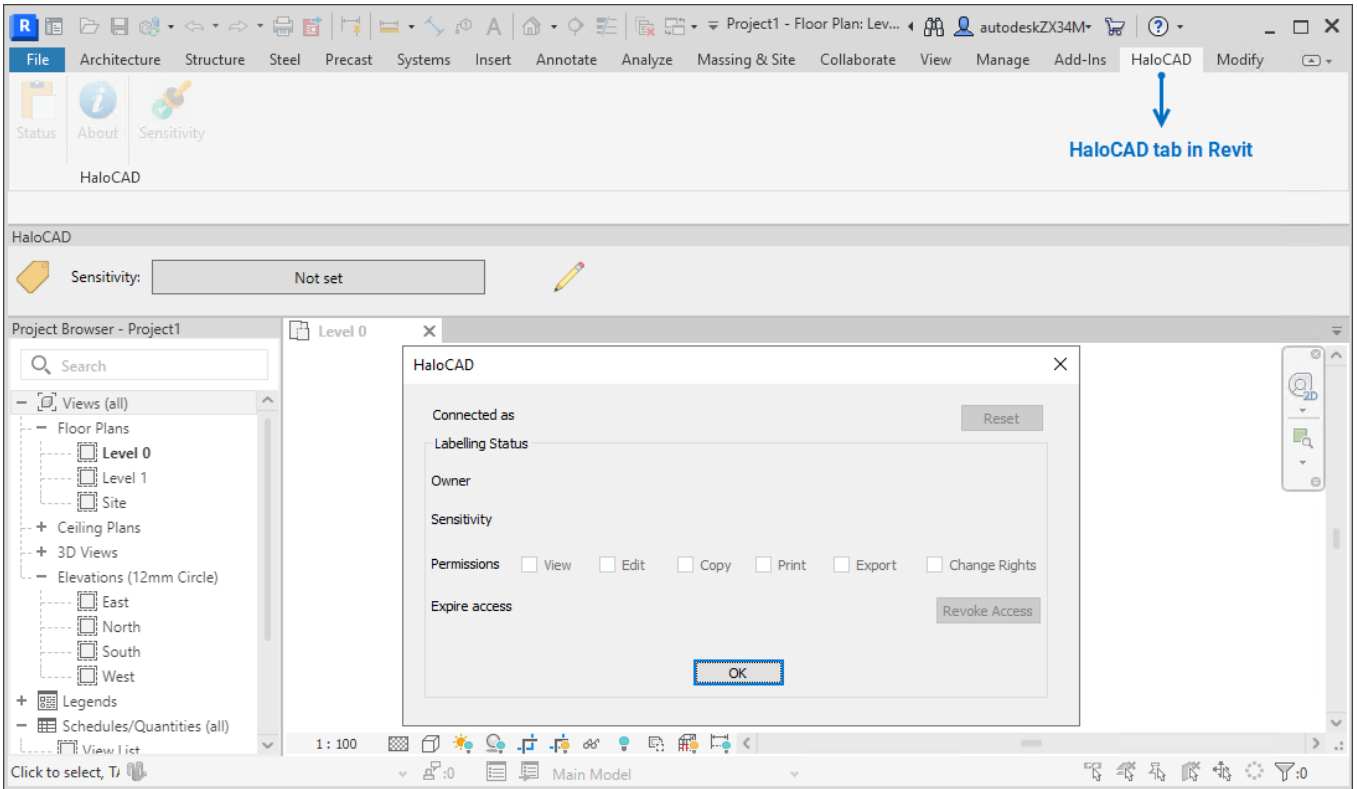 R A Project1 - Floor Plan: Lev... autodeskZX34M ?
File Architecture Structure Steel Precast Systems Insert Annotate Analyze Massing & Site Collaborate View Manage Add-Ins HaloCAD Modify
Status About Sensitivity
HaloCAD tab in Revit
HaloCAD
HaloCAD
Sensitivity: Not set
Project Browser - Project1
Level 0
Search
Views (all)
Floor Plans
Level 0
Level 1
Site
Ceiling Plans
3D Views
Elevations (12mm Circle)
East
North
South
West
Legends
Schedules/Quantities (all)
View List
HaloCAD
Connected as Reset
Labelling Status
Owner
Sensitivity
Permissions View Edit Copy Print Export Change Rights
Expire access Revoke Access
OK
2D
1 : 100
Click to select, TA :0 Main Model :0